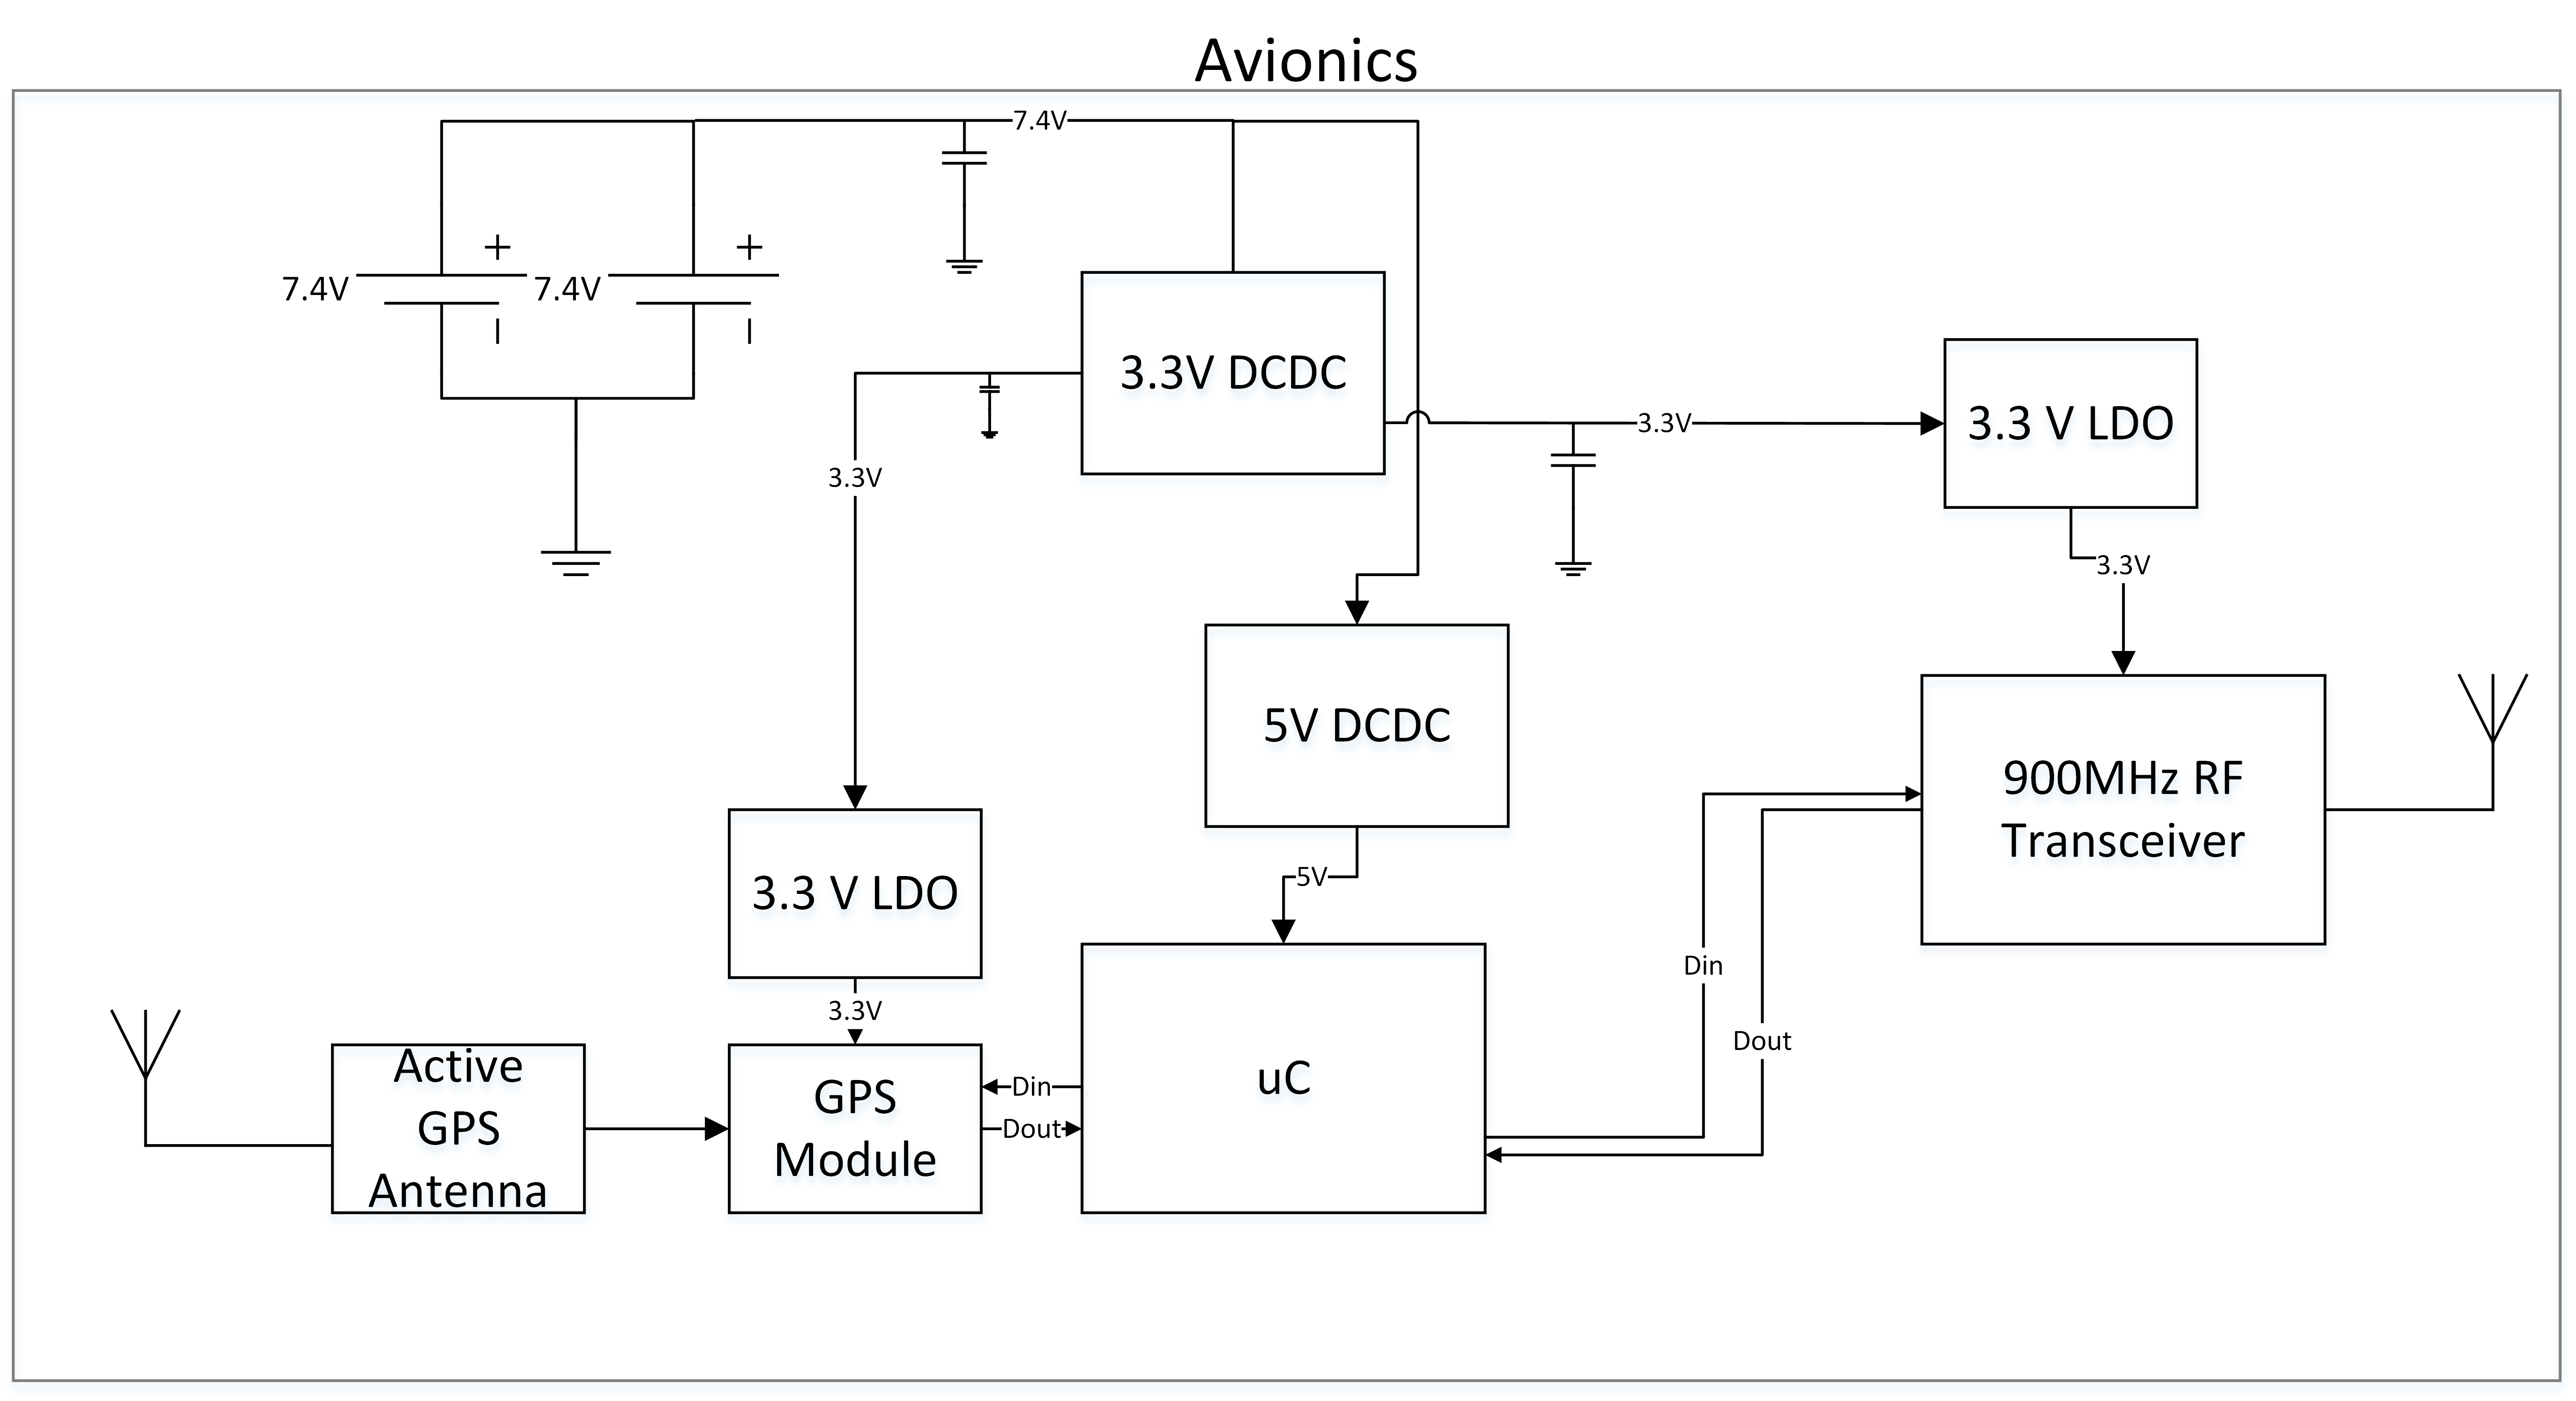 Avionics
7.4V
+
+
7.4V
7.4V
3.3V DCDC
3.3 V LDO
3.3V
3.3V
3.3V
5V DCDC
900MHz RF
Transceiver
3.3 V LDO
5V
Din
3.3V
Dout
Active
GPS
Antenna
GPS
Module
Din
Dout
uC